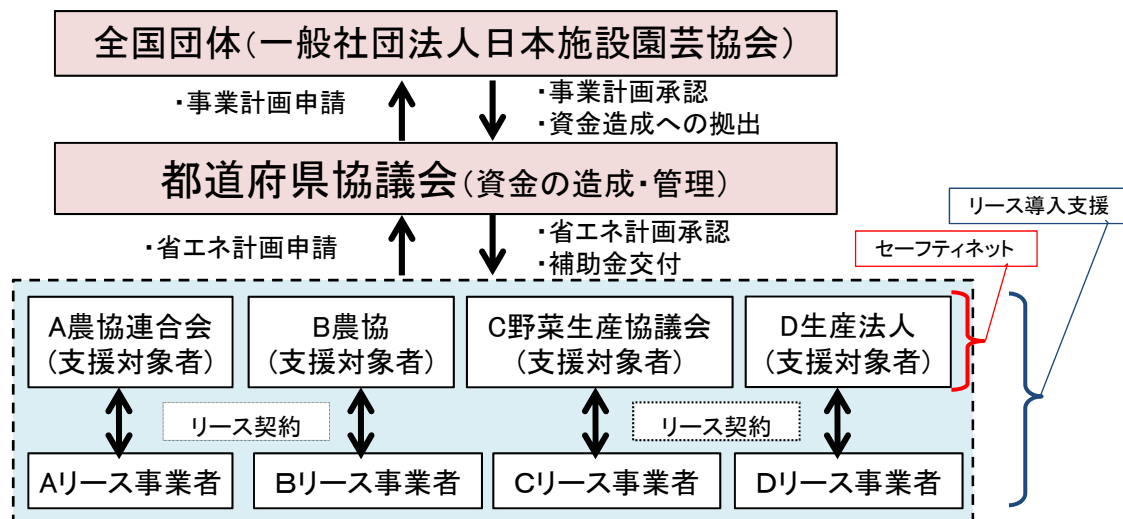 全国団体(一般社団法人日本施設園芸協会)
・事業計画申請
・事業計画承認
・資金造成への拠出
都道府県協議会(資金の造成・管理)
リース導入支援
・省エネ計画申請
・省エネ計画承認
・補助金交付
セーフティネット
A農協連合会
(支援対象者)
B農協
(支援対象者)
C野菜生産協議会
(支援対象者)
D生産法人
(支援対象者)
リース契約
リース契約
Aリース事業者
Bリース事業者
Cリース事業者
Dリース事業者